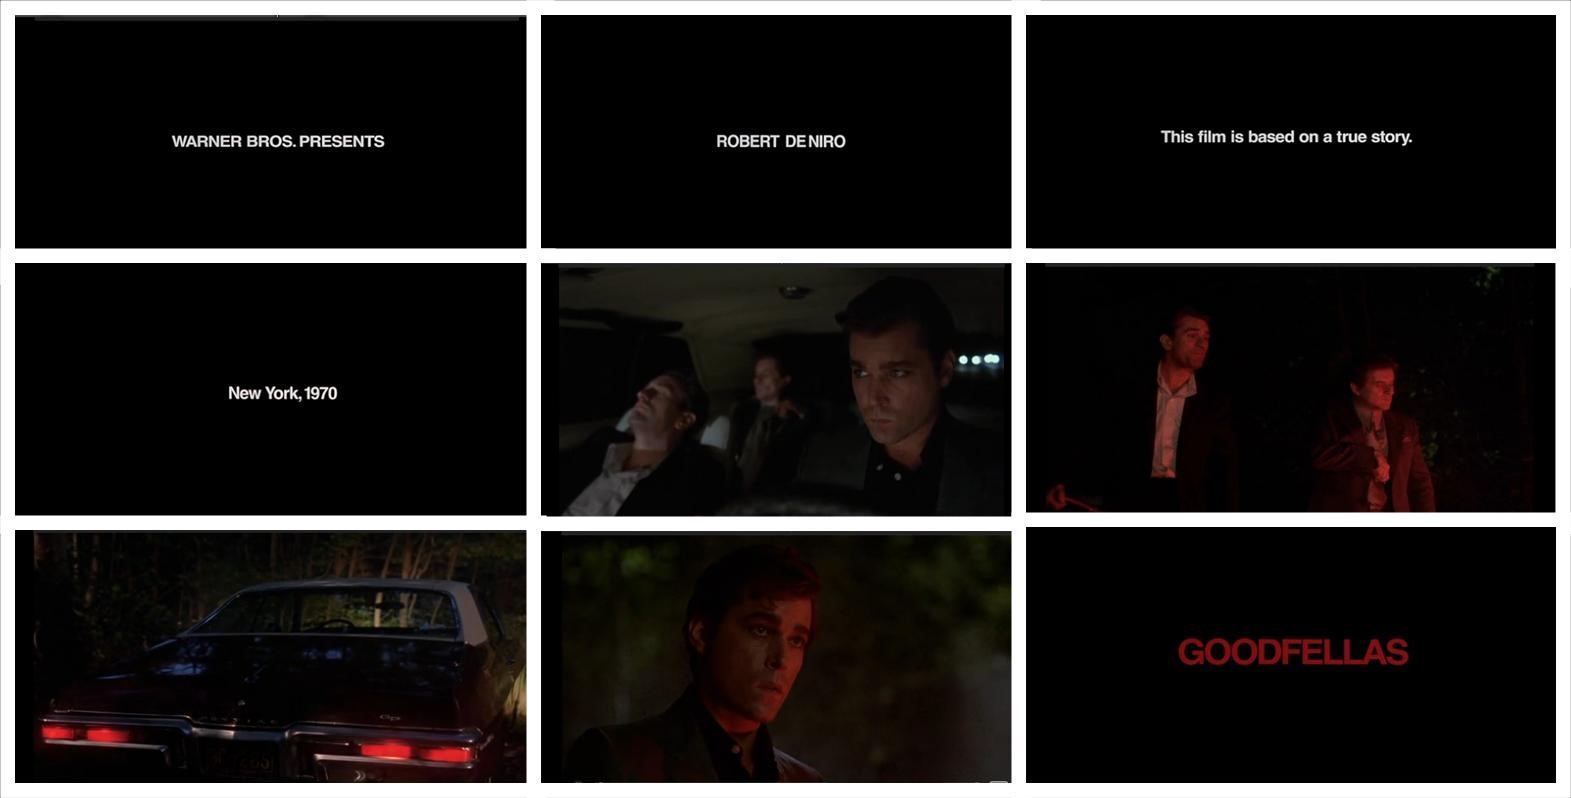 WARNER BROS. PRESENTS
ROBERT DE NIRO
This film is based on a true story.
New York, 1970
GOODFELLAS